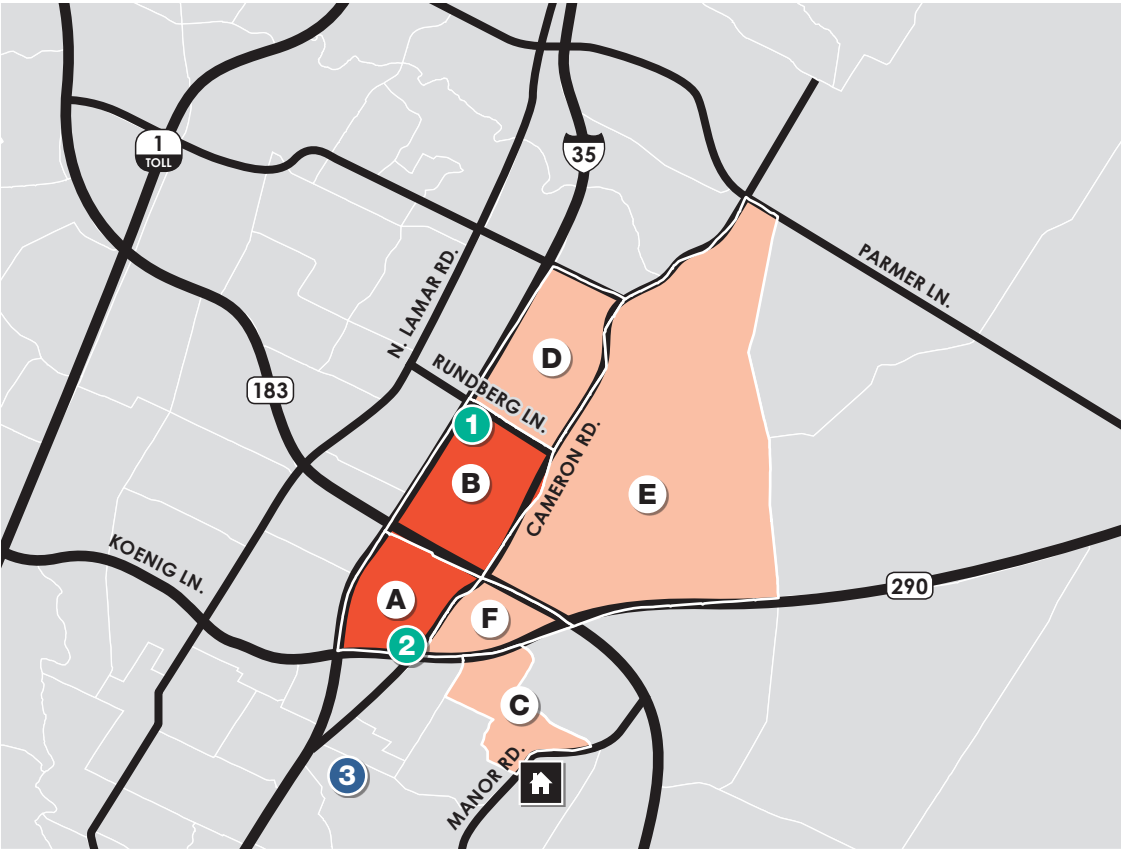 1
TOLL
35
PARMER LN.
N. LAMAR RD.
D
RUNDBERG LN.
183
1
B
CAMERON RD.
E
KOENIG LN.
290
A
F
2
C
3
MANOR RD.